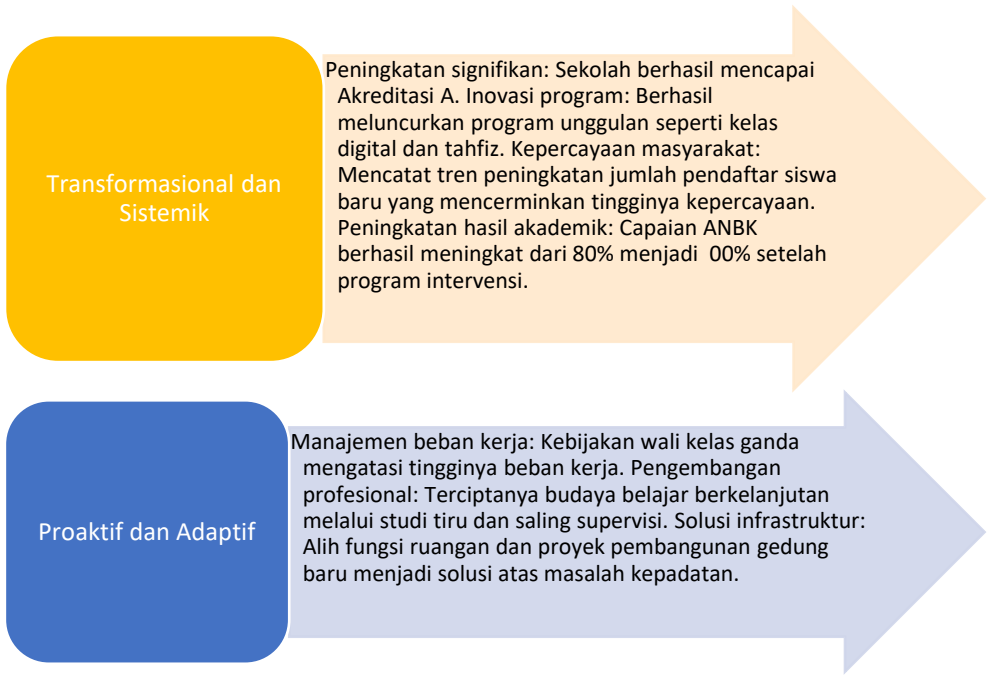 Transformasional dan
Sistemik
Peningkatan signifikan: Sekolah berhasil mencapai
Akreditasi A. Inovasi program: Berhasil
meluncurkan program unggulan seperti kelas
digital dan tahfiz. Kepercayaan masyarakat:
Mencatat tren peningkatan jumlah pendaftar siswa
baru yang mencerminkan tingginya kepercayaan.
Peningkatan hasil akademik: Capaian ANBK
berhasil meningkat dari 80% menjadi 00% setelah
program intervensi.
Proaktif dan Adaptif
Manajemen beban kerja: Kebijakan wali kelas ganda
mengatasi tingginya beban kerja. Pengembangan
profesional: Terciptanya budaya belajar berkelanjutan
melalui studi tiru dan saling supervisi. Solusi infrastruktur:
Alih fungsi ruangan dan proyek pembangunan gedung
baru menjadi solusi atas masalah kepadatan.